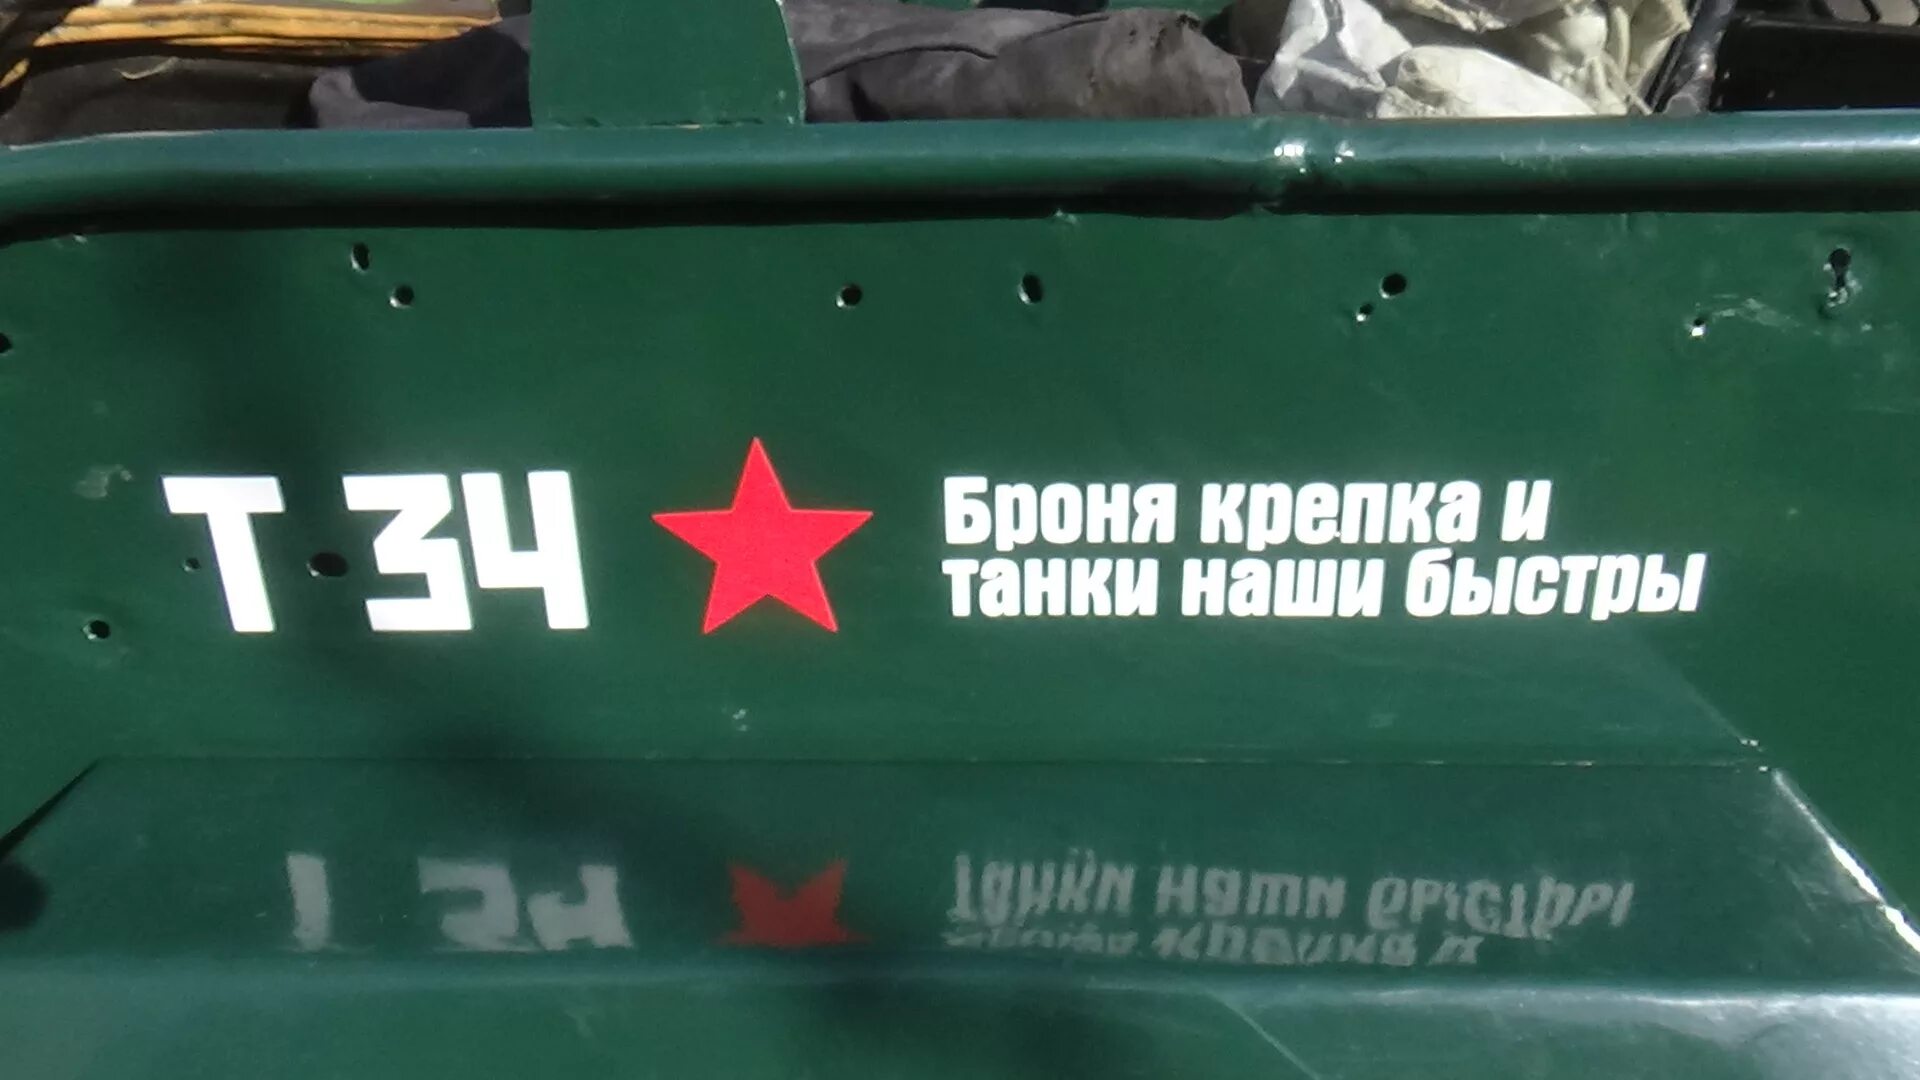 Т 34
Броня крепка и
танки наши быстры